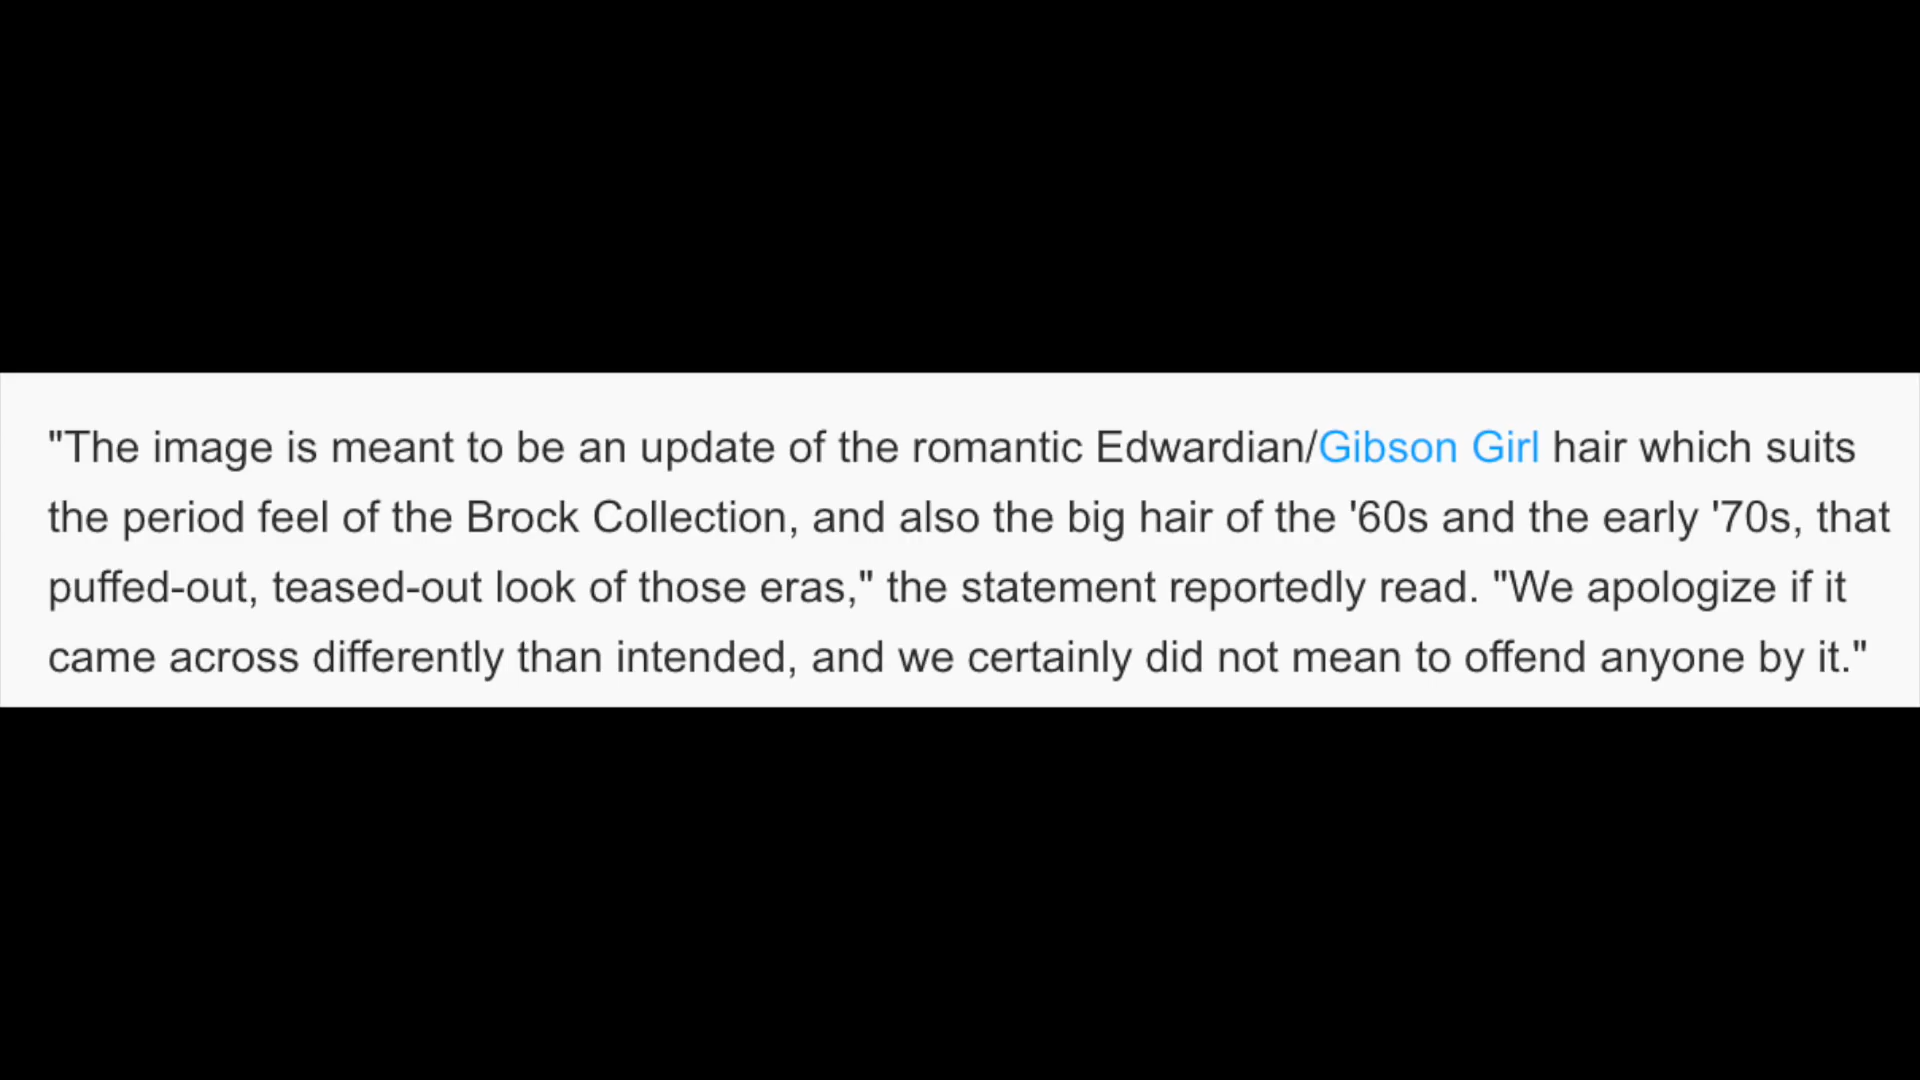 "The image is meant to be an update of the romantic Edwardian/Gibson Girl hair which suits
the period feel of the Brock Collection, and also the big hair of the '60s and the early '70s, that
puffed-out, teased-out look of those eras," the statement reportedly read. "We apologize if it
came across differently than intended, and we certainly did not mean to offend anyone by it."